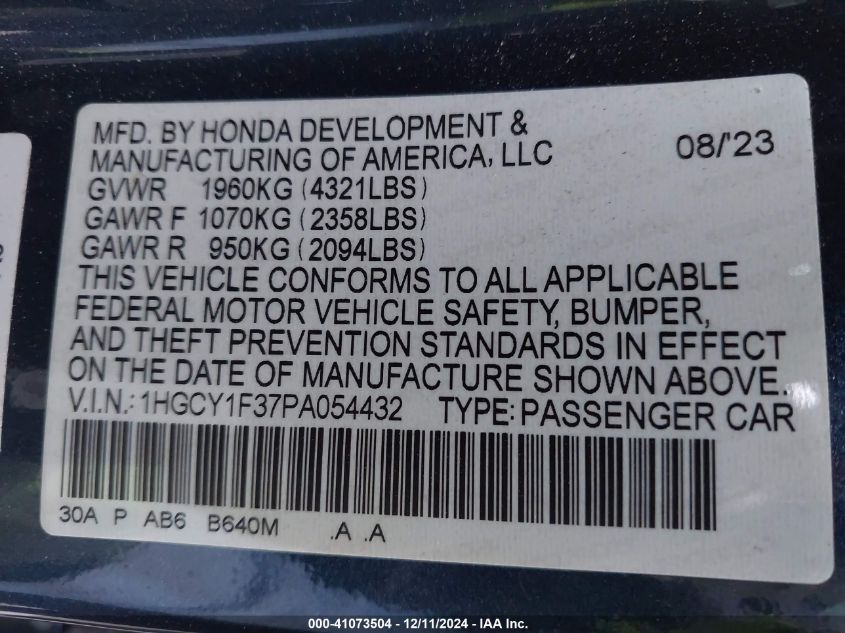 MFD. BY HONDA DEVELOPMENT &
MANUFACTURING OF AMERICA, LLC 08/'23
GVWR 1960KG (4321LBS)
GAWR F 1070KG (2358LBS)
GAWR R 950KG (2094LBS)
THIS VEHICLE CONFORMS TO ALL APPLICABLE
FEDERAL MOTOR VEHICLE SAFETY, BUMPER,
AND THEFT PREVENTION STANDARDS IN EFFECT
ON THE DATE OF MANUFACTURE SHOWN ABOVE.
V.I.N.: 1HGCY1F37PA054432 TYPE: PASSENGER CAR
30A P AB6 B640M .A .A
000-41073504 - 12/11/2024 - IAA Inc.